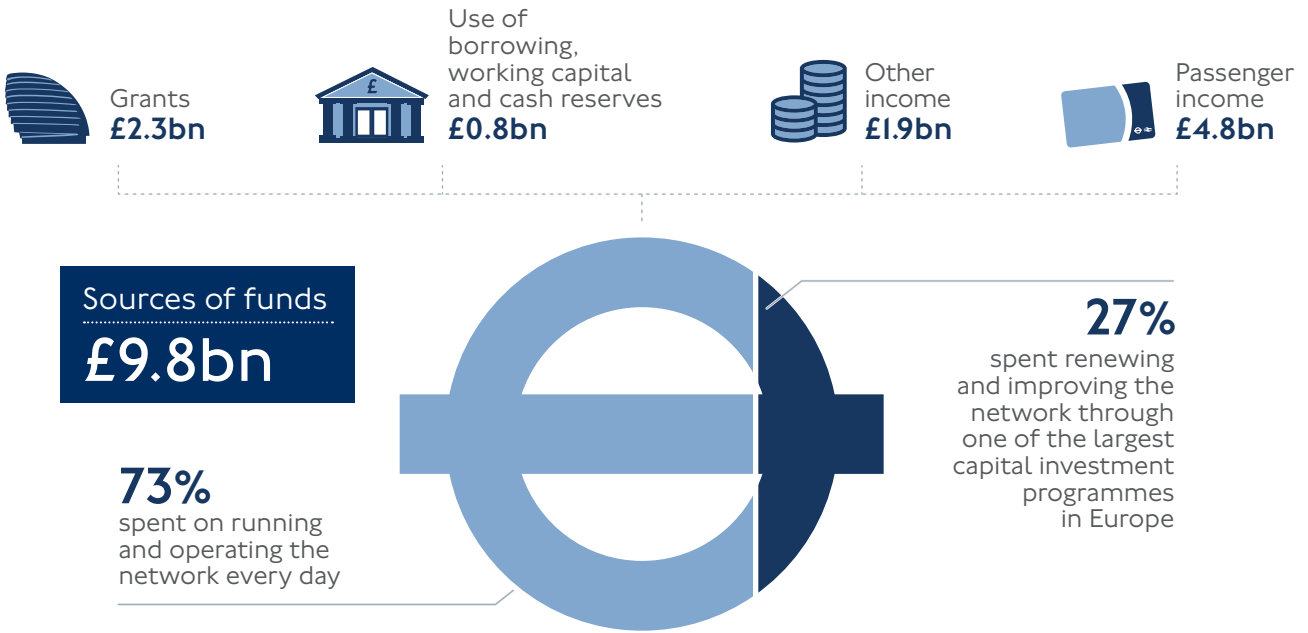 Grants
£2.3bn
£
Use of
borrowing,
working capital
and cash reserves
£0.8bn
Other
income
£1.9bn
Passenger
income
£4.8bn
Sources of funds
£9.8bn
27%
spent renewing
and improving the
network through
one of the largest
capital investment
programmes
in Europe
73%
spent on running
and operating the
network every day